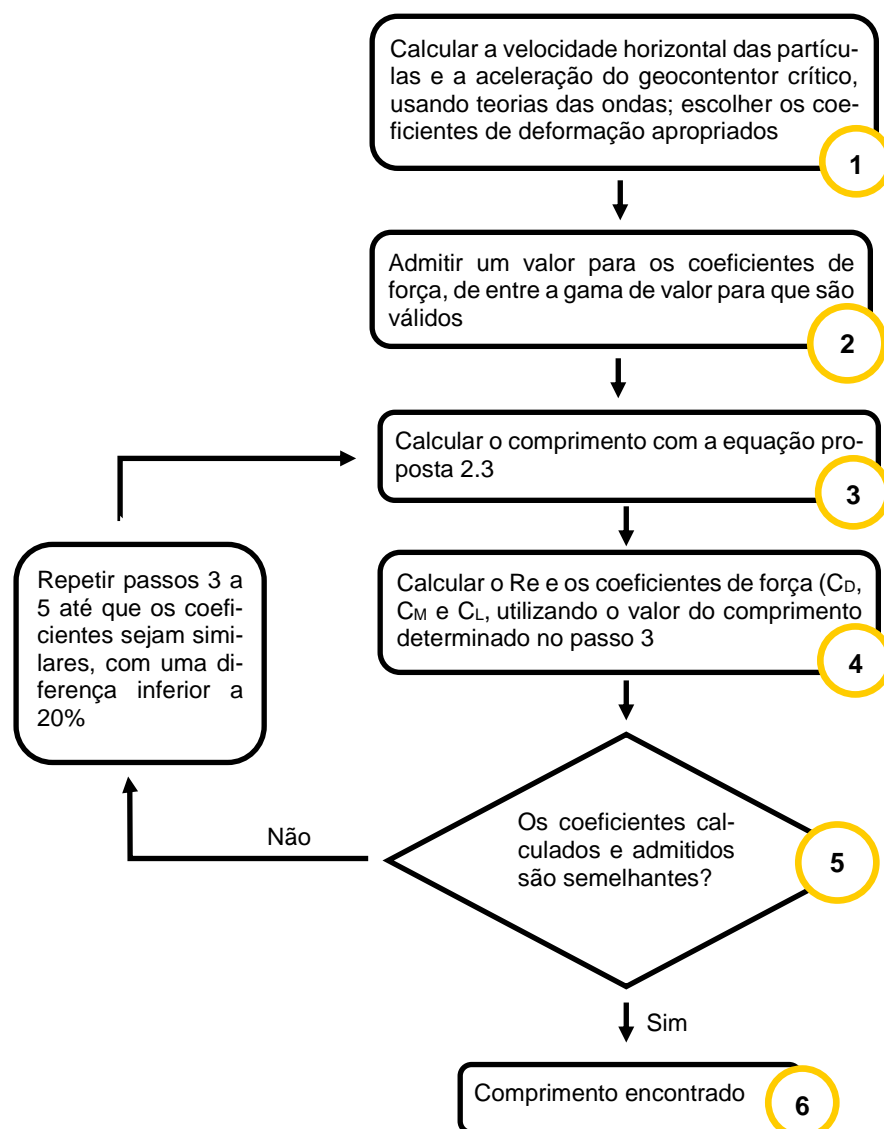 Calcular a velocidade horizontal das partícu-
las e a aceleração do geocontentor crítico,
usando teorias das ondas; escolher os coe-
ficientes de deformação apropriados
1
Admitir um valor para os coeficientes de
força, de entre a gama de valor para que são
válidos
2
Calcular o comprimento com a equação pro-
posta 2.3
3
Calcular o Re e os coeficientes de força (CD,
CM e CL, utilizando o valor do comprimento
determinado no passo 3
4
Repetir passos 3 a
5 até que os coefi-
cientes sejam simi-
lares, com uma di-
ferença inferior a
20%
Não
Os coeficientes cal-
culados e admitidos
são semelhantes?
5
Sim
Comprimento encontrado
6